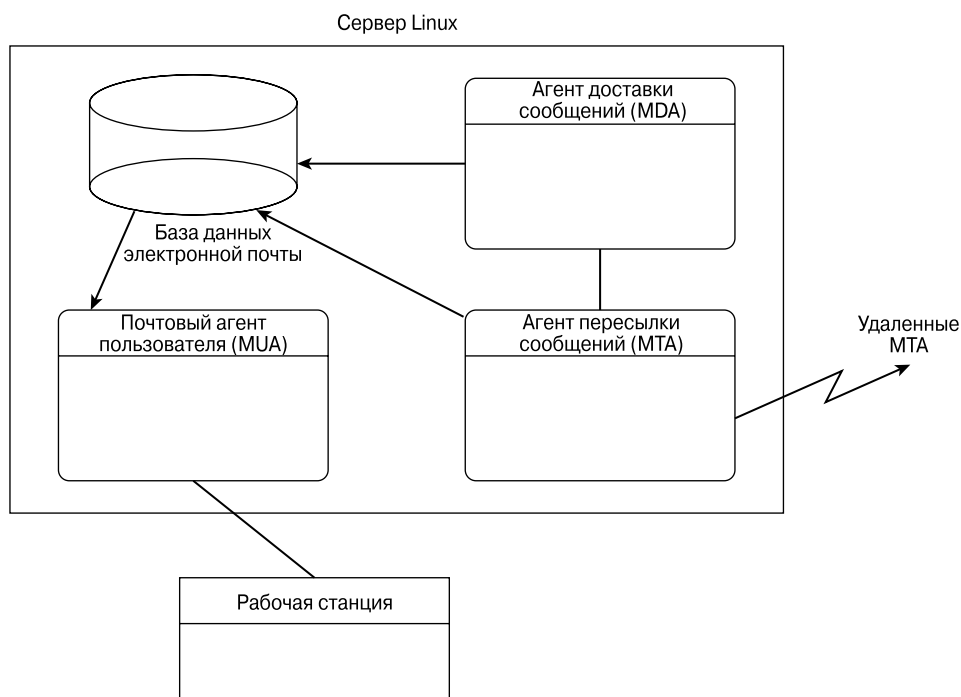 Сервер Linux
Агент доставки
сообщений (MDA)
База данных
электронной почты
Почтовый агент
пользователя (MUA)
Агент пересылки
сообщений (MTA)
Удаленные
MTA
Рабочая станция